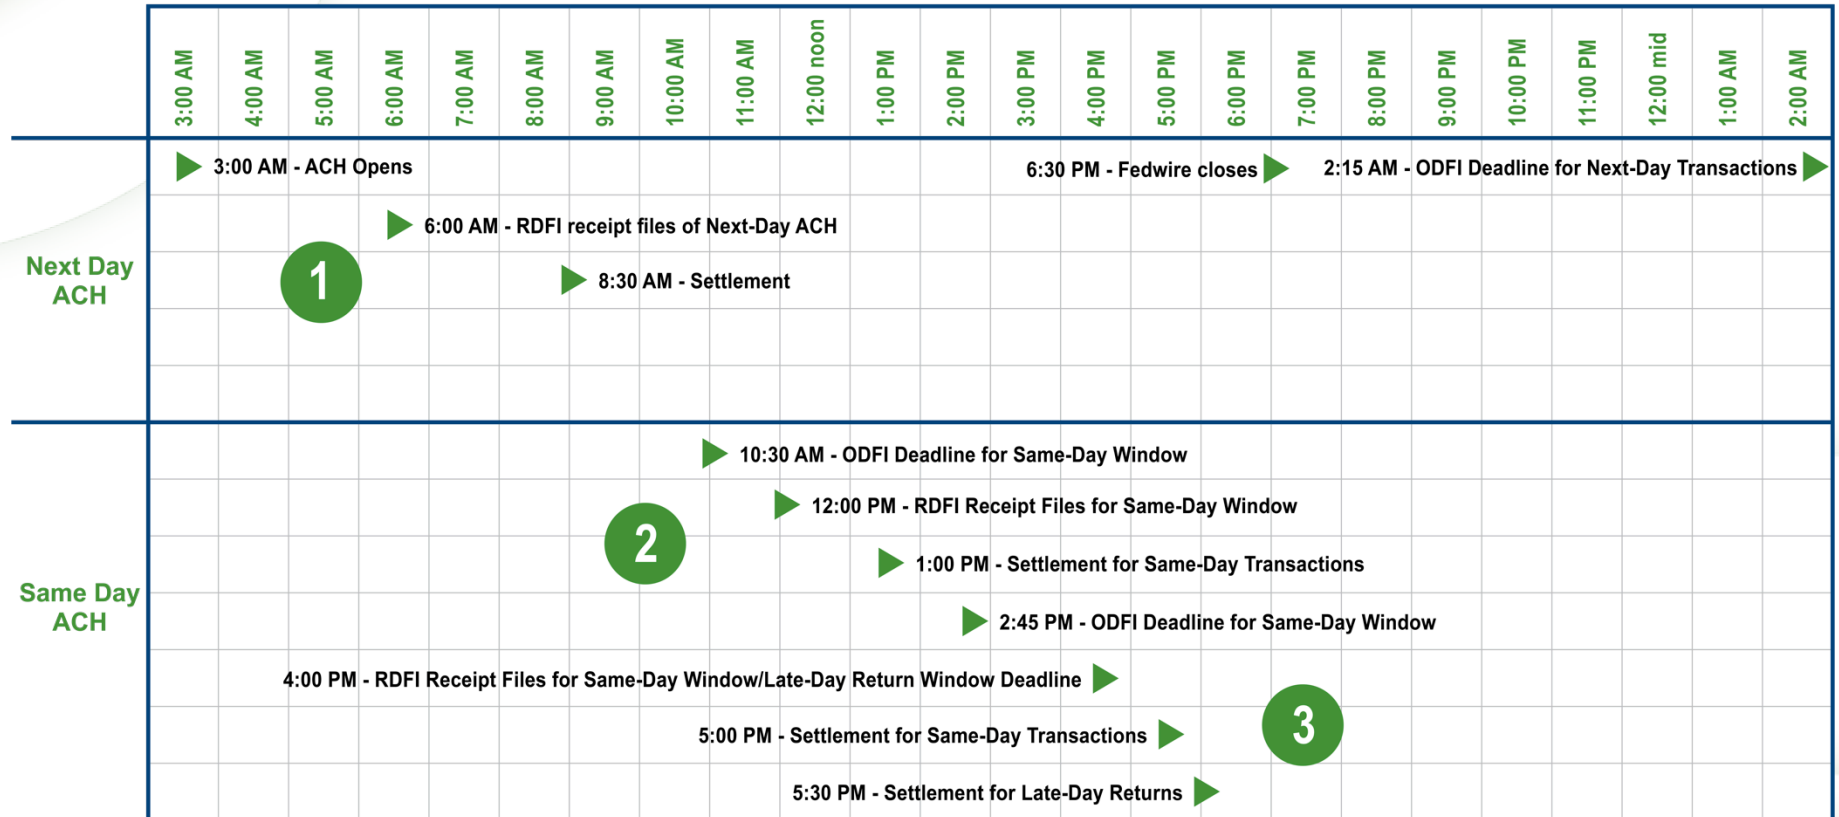 3:00 AM
4:00 AM
5:00 AM
6:00 AM
7:00 AM
8:00 AM
9:00 AM
10:00 AM
11:00 AM
12:00 noon
1:00 PM
2:00 PM
3:00 PM
4:00 PM
5:00 PM
6:00 PM
7:00 PM
8:00 PM
9:00 PM
10:00 PM
11:00 PM
12:00 mid
1:00 AM
2:00 AM
Next Day
ACH
3:00 AM - ACH Opens
6:30 PM - Fedwire closes
2:15 AM - ODFI Deadline for Next-Day Transactions
6:00 AM - RDFI receipt files of Next-Day ACH
1
8:30 AM - Settlement
Same Day
ACH
10:30 AM - ODFI Deadline for Same-Day Window
12:00 PM - RDFI Receipt Files for Same-Day Window
2
1:00 PM - Settlement for Same-Day Transactions
2:45 PM - ODFI Deadline for Same-Day Window
4:00 PM - RDFI Receipt Files for Same-Day Window/Late-Day Return Window Deadline
3
5:00 PM - Settlement for Same-Day Transactions
5:30 PM - Settlement for Late-Day Returns